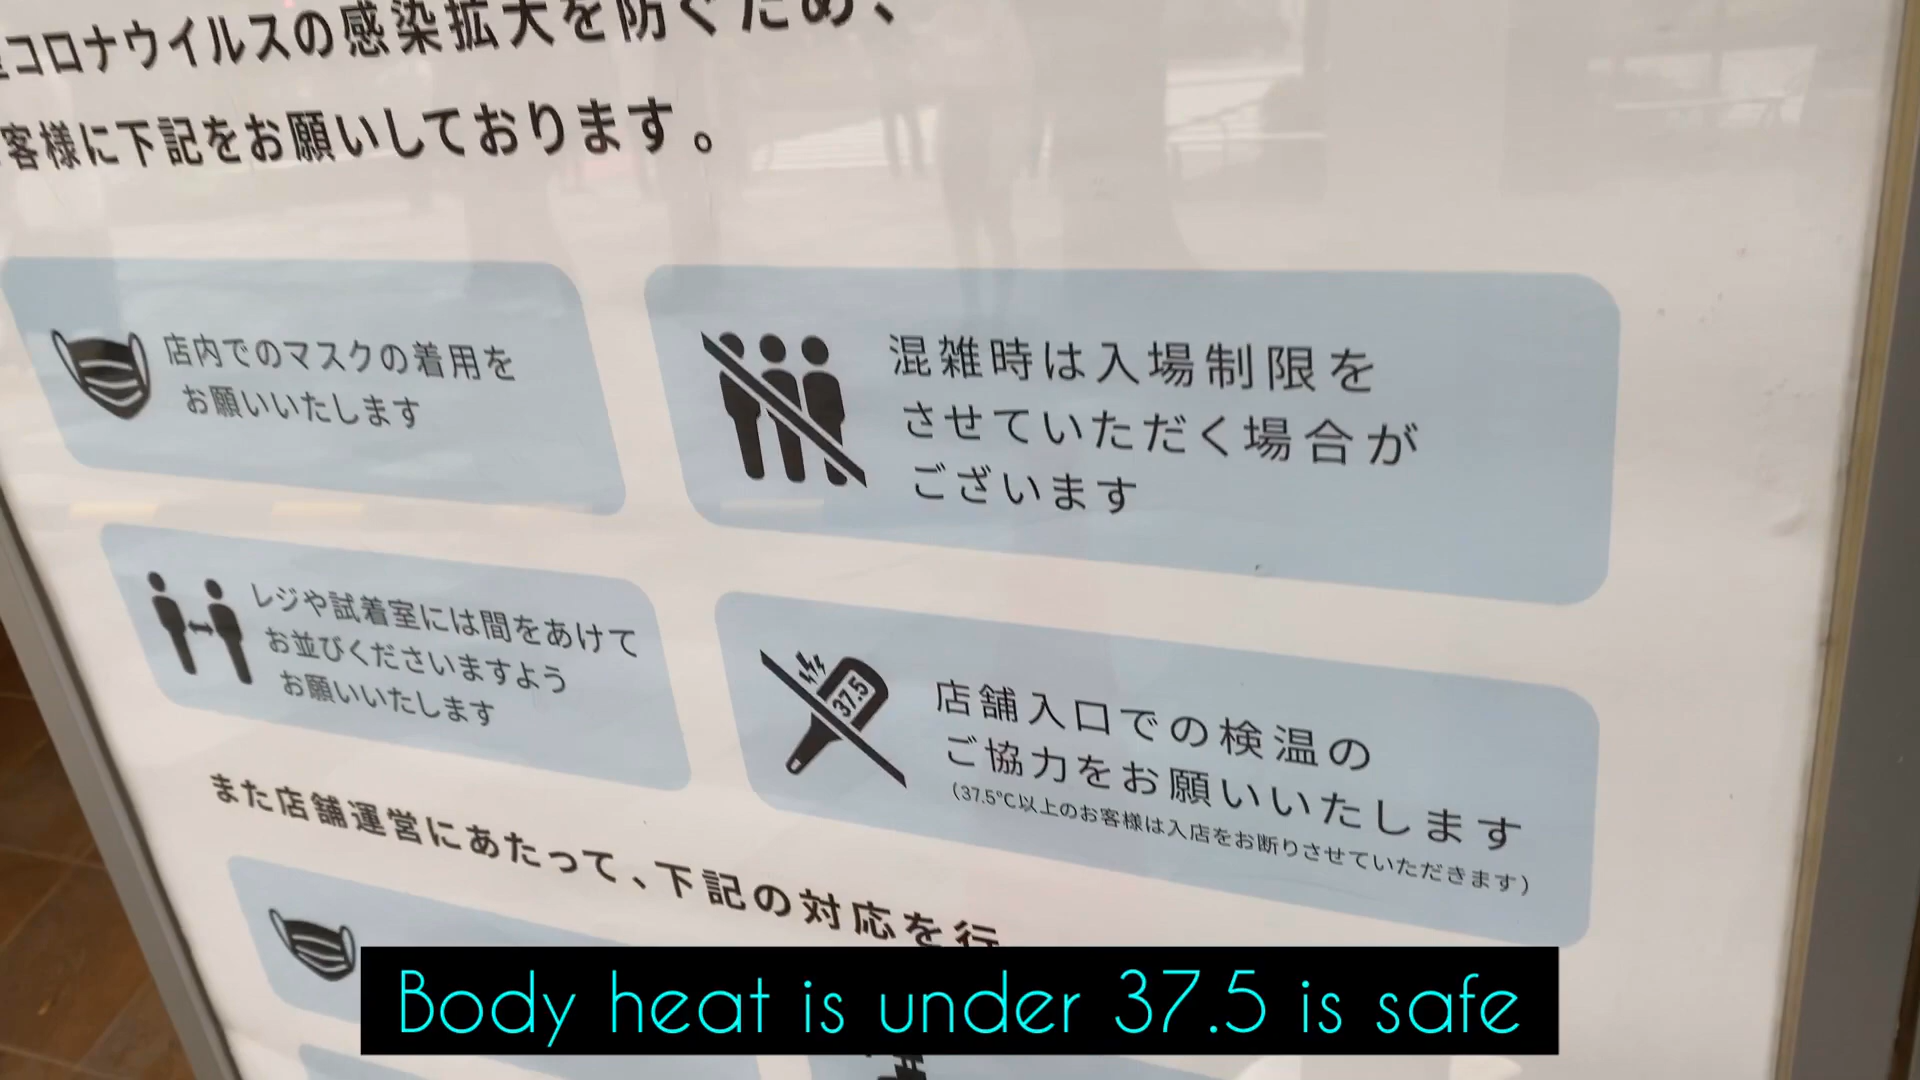 コロナウイルスの感染拡大を防ぐため、
客様に下記をお願いしております。
店内でのマスクの着用を
お願いいたします
混雑時は入場制限を
させていただく場合が
ございます
レジや試着室には間をあけて
お並びくださいますよう
お願いいたします
37.5
店舗入口での検温の
ご協力をお願いいたします
(37.5℃以上のお客様は入店をお断りさせていただきます)
また店舗運営にあたって、下記の対応を行
Body heat is under 37.5 is safe